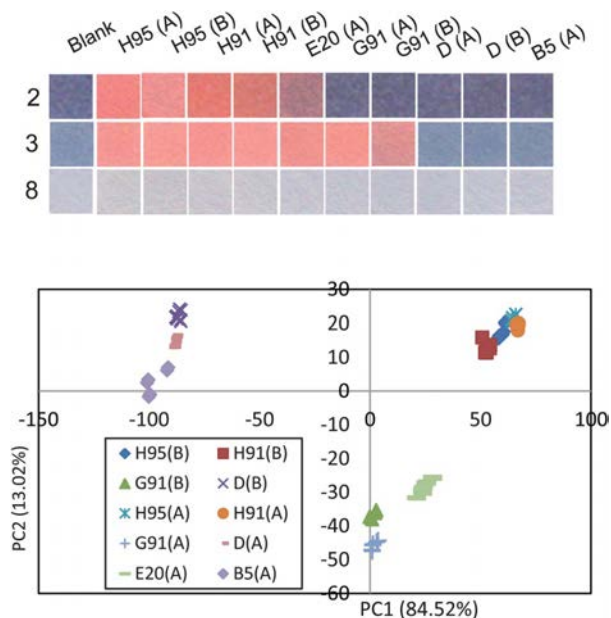 Blank H95 (A) H95 (B) H91 (A) H91 (B) E20 (A) G91 (A) G91 (B) D (A) D (B) B5 (A)
2
3
8
30
20
10
0
-150 -100 -50 0 50 100
-10
-20
-30
-40
-50
-60
PC2 (13.02%)
H95(B) H91(B)
G91(B) D(B)
H95(A) H91(A)
G91(A) D(A)
E20(A) B5(A)
PC1 (84.52%)